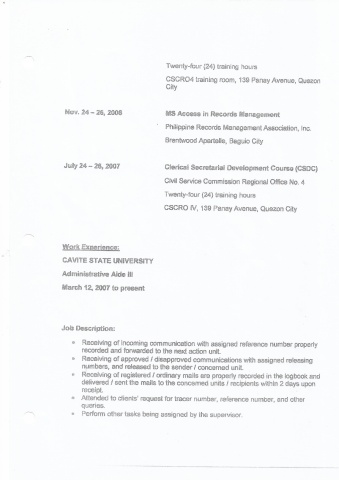 Twenty-four (24) training hours
CSCRO4 training room, 139 Panay Avenue, Quezon
City
Nov. 24 – 26, 2006
MS Access in Records Management
Philippine Records Management Association, Inc.
Brentwood Apartelle, Baguio City
July 24 – 26, 2007
Clerical Secretarial Development Course (CSDC)
Civil Service Commission Regional Office No. 4
Twenty-four (24) training hours
CSCRO IV, 139 Panay Avenue, Quezon City
Work Experience:
CAVITE STATE UNIVERSITY
Administrative Aide III
March 12, 2007 to present
Job Description:
• Receiving of incoming communication with assigned reference number properly
recorded and forwarded to the next action unit.
• Receiving of approved / disapproved communications with assigned releasing
numbers, and released to the sender / concerned unit.
• Receiving of registered / ordinary mails are properly recorded in the logbook and
delivered / sent the mails to the concerned units / recipients within 2 days upon
receipt.
• Attended to clients' request for tracer number, reference number, and other
queries.
• Perform other tasks being assigned by the supervisor.